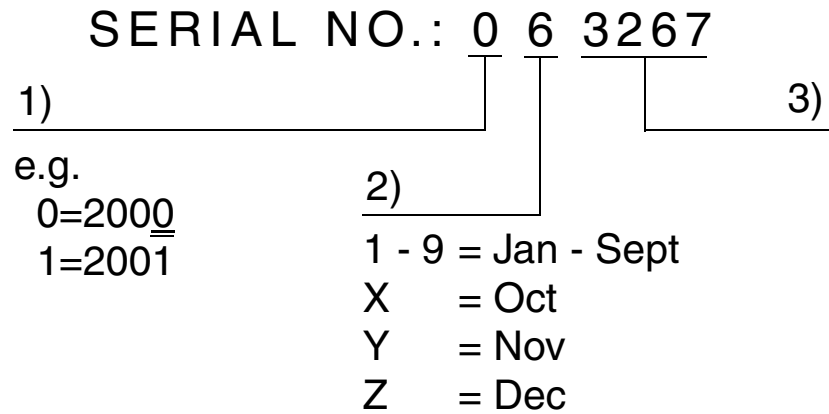 SERIAL NO.: 0 6 3267
1)
3)
e.g.
0=2000
1=2001
2)
1 - 9 = Jan - Sept
X = Oct
Y = Nov
Z = Dec